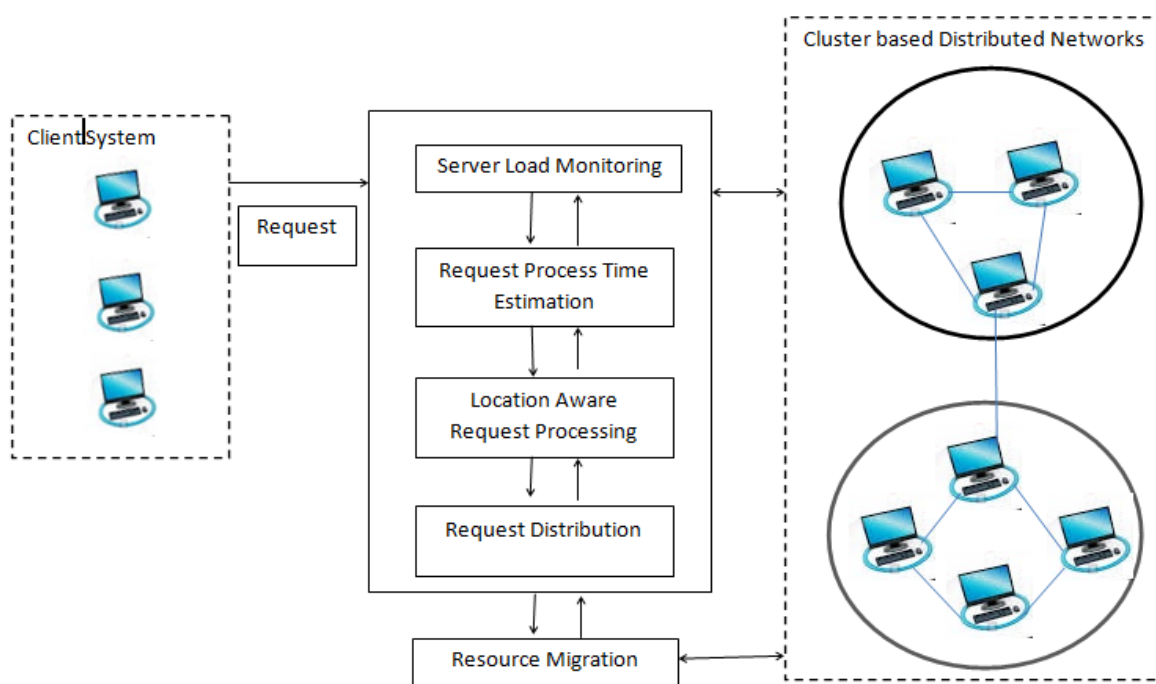 Cluster based Distributed Networks
Client System
Server Load Monitoring
Request
Request Process Time
Estimation
Location Aware
Request Processing
Request Distribution
Resource Migration